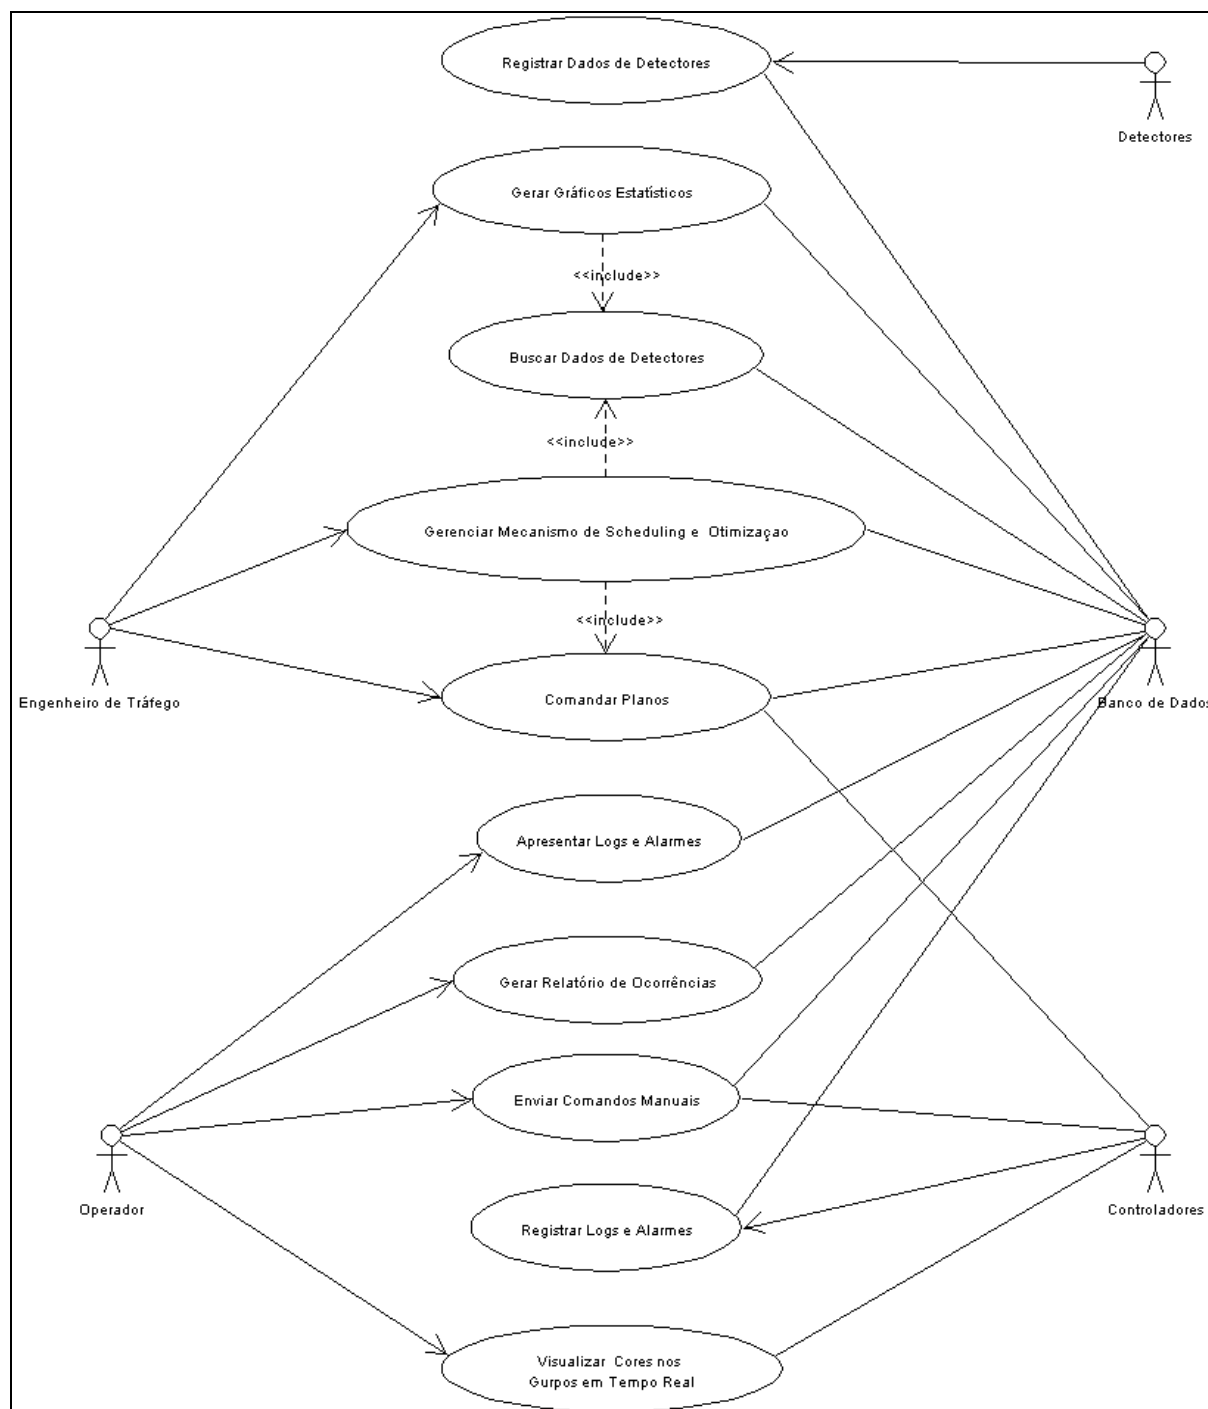 Registrar Dados de Detectores
Detectores
Gerar Gráficos Estatísticos
<<include>>
Buscar Dados de Detectores
<<include>>
Gerenciar Mecanismo de Scheduling e Otimizaçao
<<include>>
Engenheiro de Tráfego
Comandar Planos
Banco de Dados
Apresentar Logs e Alarmes
Gerar Relatório de Ocorrências
Enviar Comandos Manuais
Operador
Controladores
Registrar Logs e Alarmes
Visualizar Cores nos
Gurpos em Tempo Real